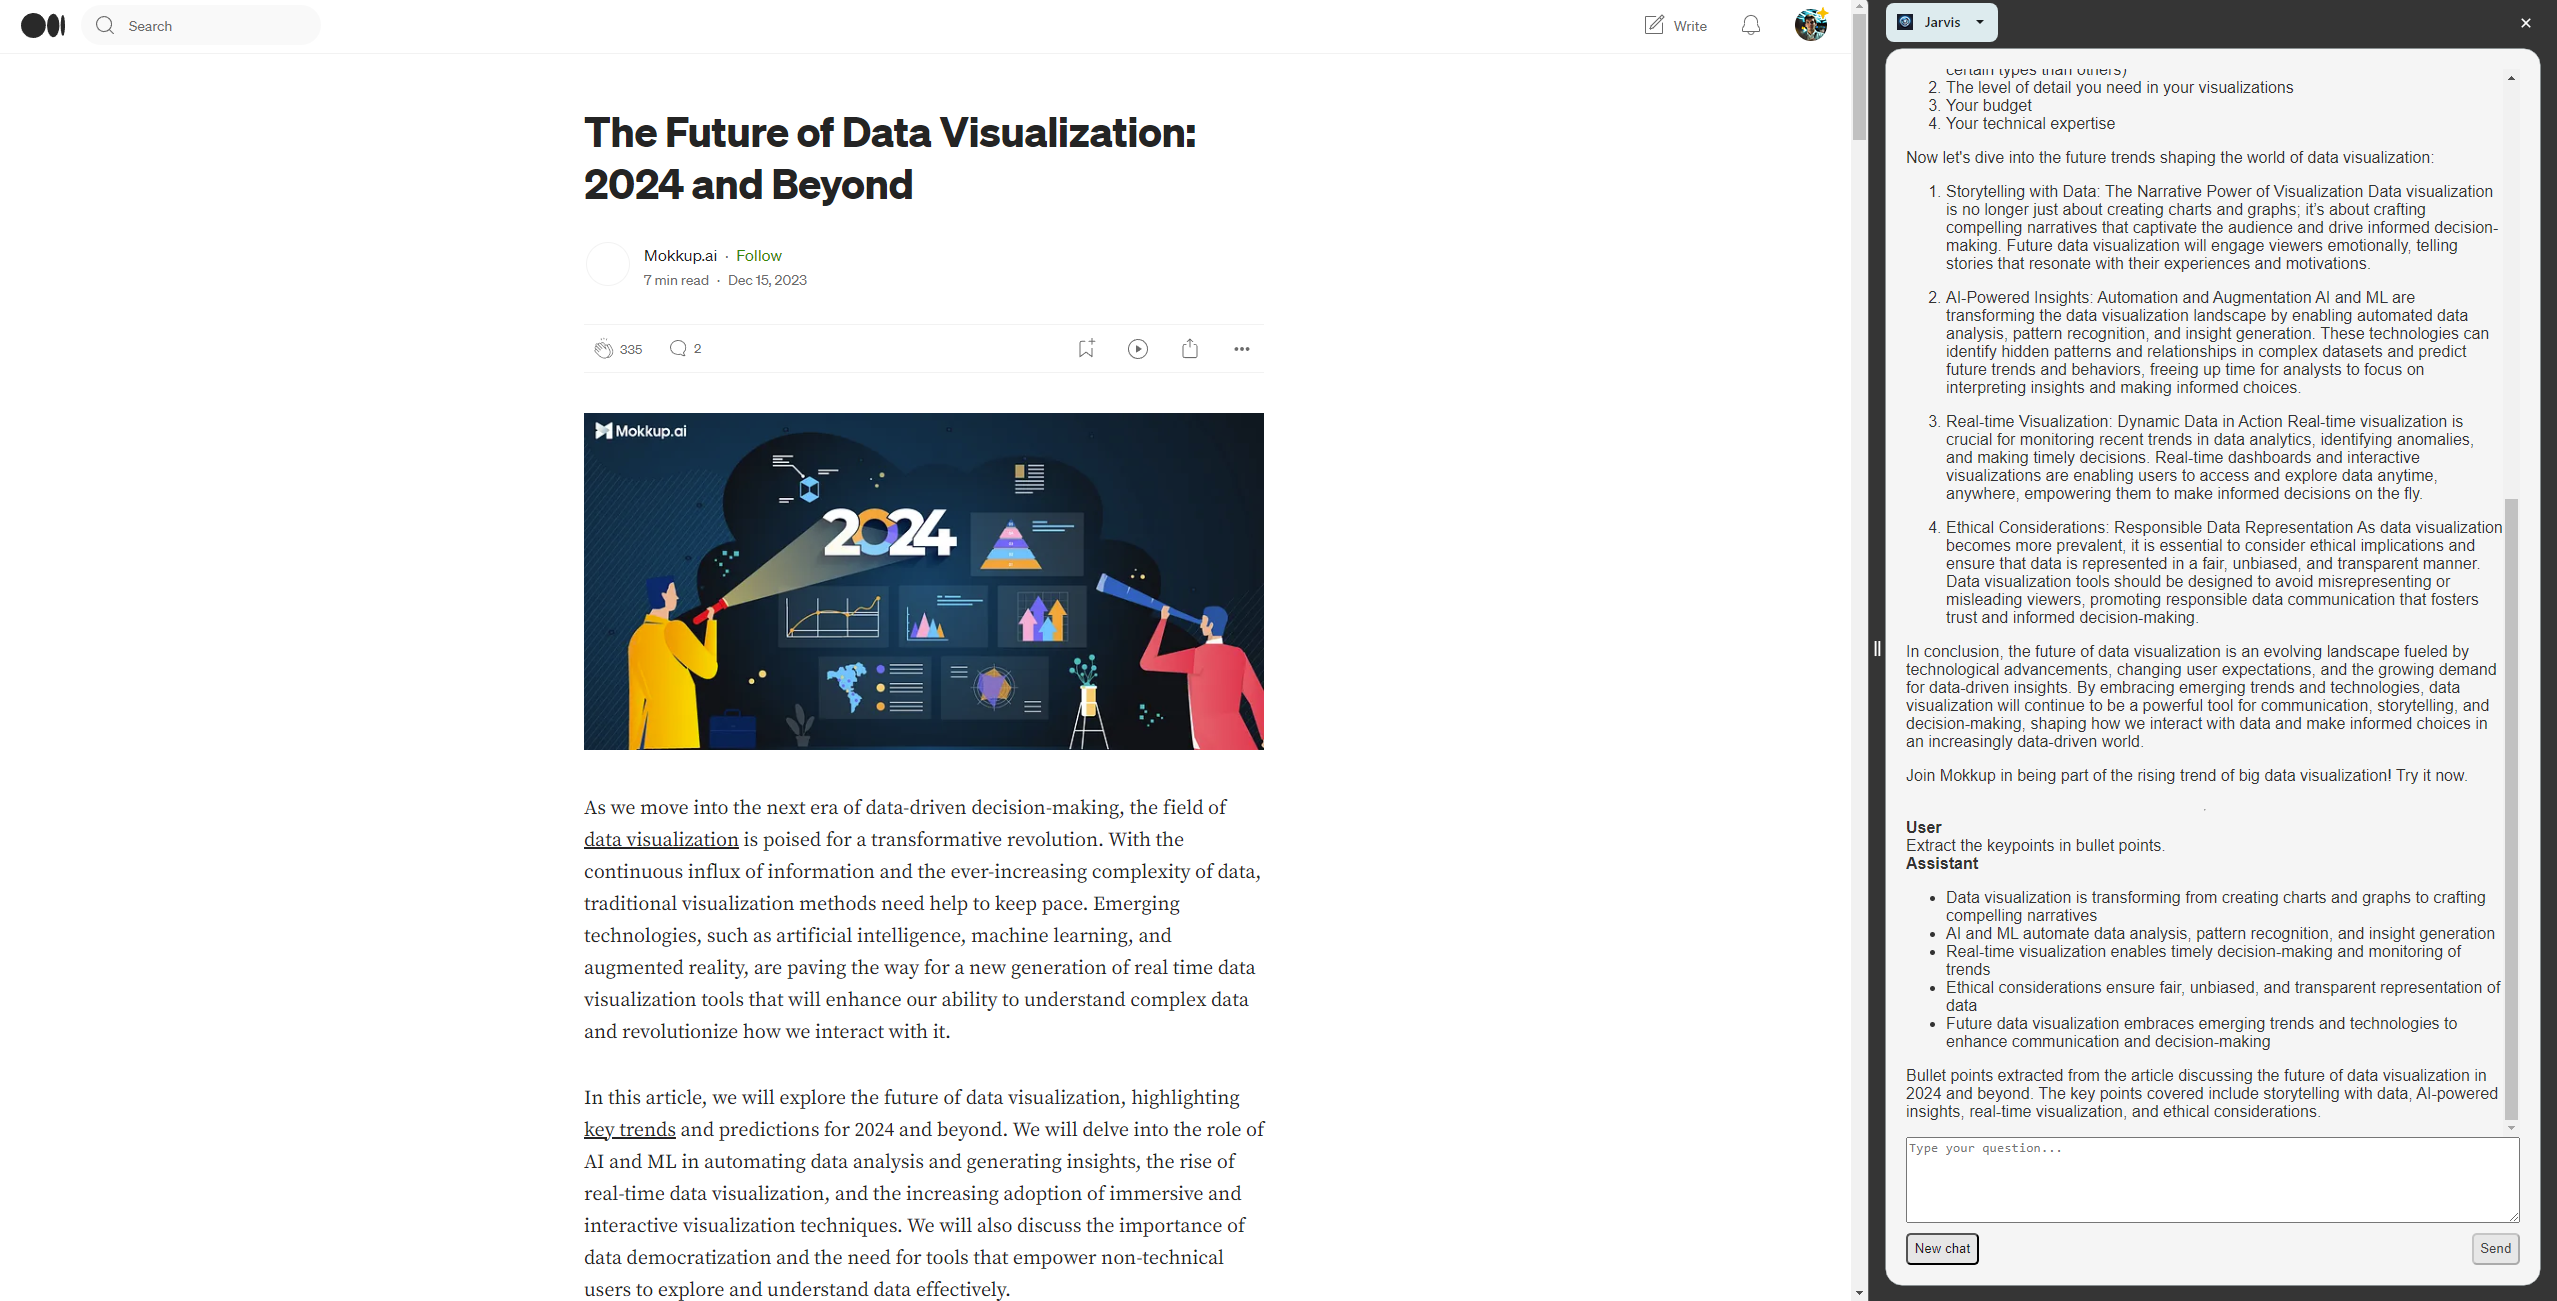 Search
Write
The Future of Data Visualization:
2024 and Beyond
Mokkup.ai · Follow
7 min read · Dec 15, 2023
335
2
Mokkup.ai
2024
As we move into the next era of data-driven decision-making, the field of
data visualization is poised for a transformative revolution. With the
continuous influx of information and the ever-increasing complexity of data,
traditional visualization methods need help to keep pace. Emerging
technologies, such as artificial intelligence, machine learning, and
augmented reality, are paving the way for a new generation of real time data
visualization tools that will enhance our ability to understand complex data
and revolutionize how we interact with it.
In this article, we will explore the future of data visualization, highlighting
key trends and predictions for 2024 and beyond. We will delve into the role of
AI and ML in automating data analysis and generating insights, the rise of
real-time data visualization, and the increasing adoption of immersive and
interactive visualization techniques. We will also discuss the importance of
data democratization and the need for tools that empower non-technical
users to explore and understand data effectively.
Jarvis
certain types than others)
2. The level of detail you need in your visualizations
3. Your budget
4. Your technical expertise
Now let's dive into the future trends shaping the world of data visualization:
1. Storytelling with Data: The Narrative Power of Visualization Data visualization
is no longer just about creating charts and graphs; it's about crafting
compelling narratives that captivate the audience and drive informed decision-
making. Future data visualization will engage viewers emotionally, telling
stories that resonate with their experiences and motivations.
2. AI-Powered Insights: Automation and Augmentation AI and ML are
transforming the data visualization landscape by enabling automated data
analysis, pattern recognition, and insight generation. These technologies can
identify hidden patterns and relationships in complex datasets and predict
future trends and behaviors, freeing up time for analysts to focus on
interpreting insights and making informed choices.
3. Real-time Visualization: Dynamic Data in Action Real-time visualization is
crucial for monitoring recent trends in data analytics, identifying anomalies,
and making timely decisions. Real-time dashboards and interactive
visualizations are enabling users to access and explore data anytime,
anywhere, empowering them to make informed decisions on the fly.
4. Ethical Considerations: Responsible Data Representation As data visualization
becomes more prevalent, it is essential to consider ethical implications and
ensure that data is represented in a fair, unbiased, and transparent manner.
Data visualization tools should be designed to avoid misrepresenting or
misleading viewers, promoting responsible data communication that fosters
trust and informed decision-making.
In conclusion, the future of data visualization is an evolving landscape fueled by
technological advancements, changing user expectations, and the growing demand
for data-driven insights. By embracing emerging trends and technologies, data
visualization will continue to be a powerful tool for communication, storytelling, and
decision-making, shaping how we interact with data and make informed choices in
an increasingly data-driven world.
Join Mokkup in being part of the rising trend of big data visualization! Try it now.
User
Extract the keypoints in bullet points.
Assistant
• Data visualization is transforming from creating charts and graphs to crafting
compelling narratives
• AI and ML automate data analysis, pattern recognition, and insight generation
• Real-time visualization enables timely decision-making and monitoring of
trends
• Ethical considerations ensure fair, unbiased, and transparent representation of
data
• Future data visualization embraces emerging trends and technologies to
enhance communication and decision-making
Bullet points extracted from the article discussing the future of data visualization in
2024 and beyond. The key points covered include storytelling with data, AI-powered
insights, real-time visualization, and ethical considerations.
Type your question...
New chat
Send